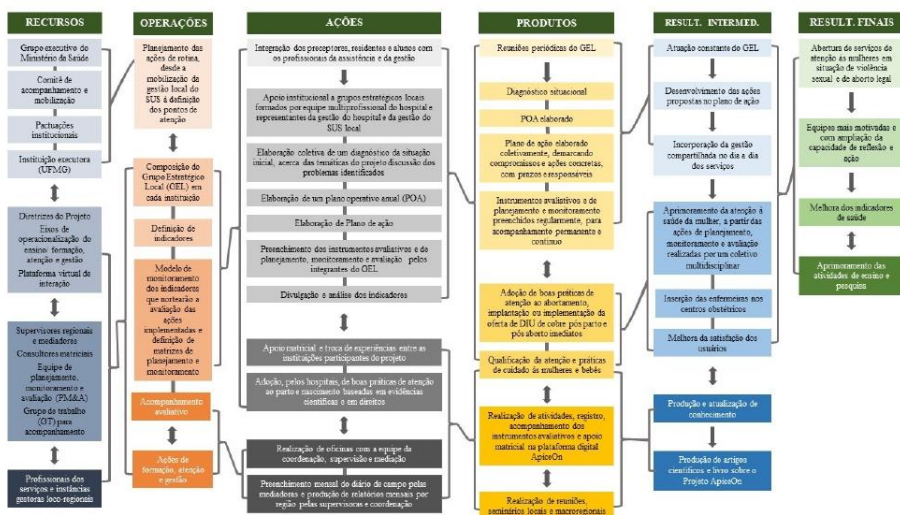 RECURSOS
Grupo executivo do
Ministério da Saúde
Comitê de
acompanhamento e
mobilização
Pactuações
institucionais
Instituição executora
(UFMG)
Diretrizes do Projeto
Eixos de
operacionalização do
ensino: formação,
atenção e gestão
Plataforma virtual de
interação
Supervisores regionais e
mediadores
Consultores matriciais
Equipe de
planejamento,
monitoramento e
avaliação (PM&A)
Grupo de trabalho
(GT) para
acompanhamento
Profissionais dos
serviços e instâncias
gestoras loco-regionais
OPERAÇÕES
Planejamento das
ações de rotina,
desde a
mobilização da
gestão local do
SUS à definição
dos pontos de
atenção
Composição do
Grupo Estratégico
Local (GEL) em
cada instituição
Definição de
indicadores
Modelo de
monitoramento
dos indicadores
que nortearão a
avaliação das
ações
implementadas e
definição de
matrizes de
planejamento e
monitoramento
Acompanhamento
avaliativo
Ações de
formação, atenção
e gestão
AÇÕES
Integração dos preceptores, residentes e alunos com
os profissionais da assistência e da gestão
Apoio institucional a grupos estratégicos locais
formados por equipe multiprofissional do hospital e
representantes da gestão do hospital e da gestão do
SUS local
Elaboração coletiva de um diagnóstico da situação
inicial, acerca das temáticas do projeto discussão dos
problemas identificados
Elaboração de um plano operativo anual (POA)
Elaboração de Plano de ação
Preenchimento dos instrumentos avaliativos e de
planejamento, monitoramento e avaliação pelos
integrantes do GEL
Divulgação e análise dos indicadores
Apoio matricial e troca de experiências entre as
instituições participantes do projeto
Adoção, pelos hospitais, de boas práticas de atenção
ao parto e nascimento baseadas em evidências
científicas e em direitos
Realização de oficinas com a equipe da
coordenação, supervisão e mediação
Preenchimento mensal do diário de campo pelas
mediadoras e produção de relatórios mensais por
região pelas supervisoras e coordenação
PRODUTOS
Reuniões periódicas do GEL
Diagnóstico situacional
POA elaborado
Plano de ação elaborado
coletivamente, demarcando
compromissos e ações concretas,
com prazos e responsáveis
Instrumentos avaliativos e de
planejamento e monitoramento
preenchidos regularmente, para
acompanhamento permanente e
contínuo
Adoção de boas práticas de
atenção ao abortamento,
implantação ou implementação da
oferta de DIU de cobre pós parto e
pós aborto imediatos
Qualificação da atenção e práticas
de cuidado às mulheres e bebês
Realização de atividades, registro,
acompanhamento dos
instrumentos avaliativos e apoio
matricial na plataforma digital
ApiceOn
Realização de reuniões,
seminários locais e macrorregionais
RESULT. INTERMED.
Atuação constante do GEL
Desenvolvimento das ações
propostas no plano de ação
Incorporação da gestão
compartilhada no dia a dia
dos serviços
Aprimoramento da atenção à
saúde da mulher, a partir das
ações de planejamento,
monitoramento e avaliação
realizadas por um coletivo
multidisciplinar
Inserção das enfermeiras nos
centros obstétricos
Melhora da satisfação dos
usuários
Produção e atualização de
conhecimento
Produção de artigos
científicos e livro sobre o
Projeto ApiceOn
RESULT. FINAIS
Abertura de serviços de
atenção às mulheres em
situação de violência
sexual e de aborto legal
Equipes mais motivadas e
com ampliação da
capacidade de reflexão e
ação
Melhora dos indicadores
de saúde
Aprimoramento das
atividades de ensino e
pesquisa